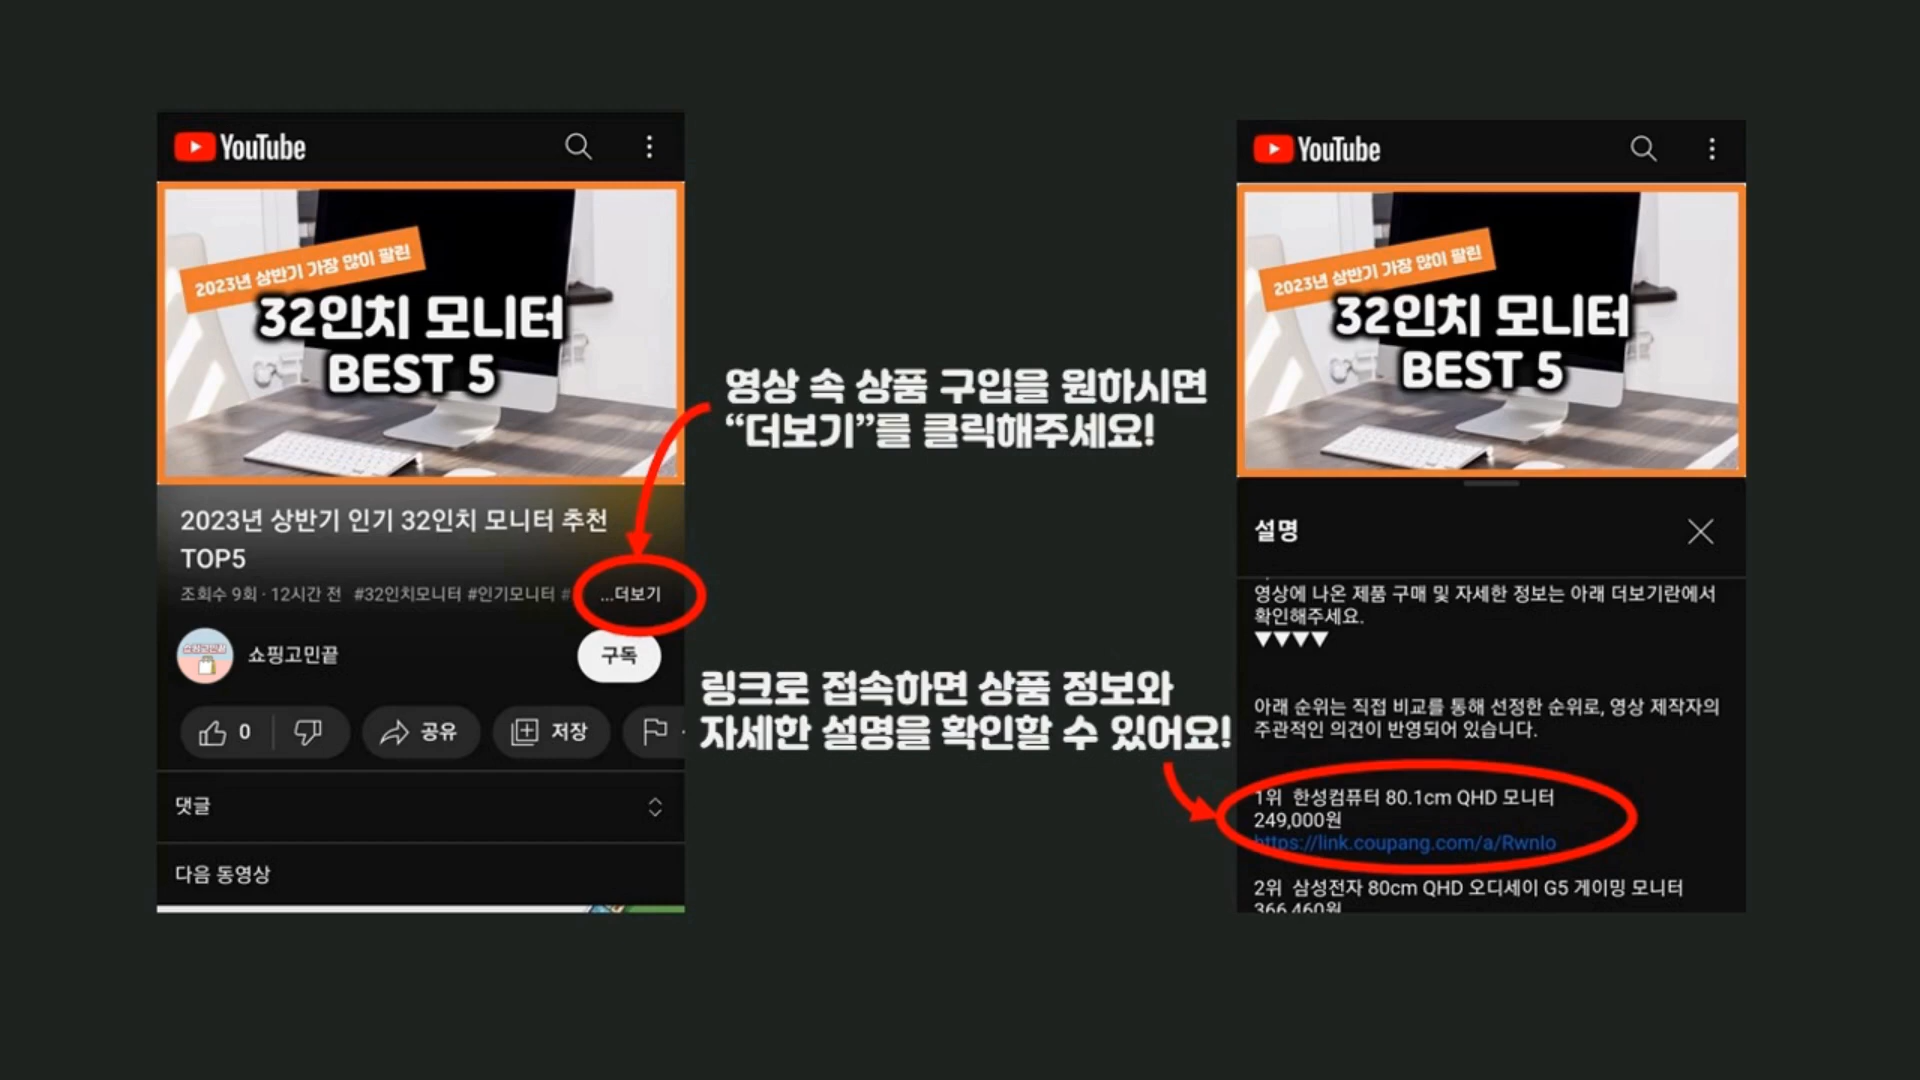 YouTube
2023년 상반기 가장 많이 팔린
32인치 모니터
BEST 5
2023년 상반기 인기 32인치 모니터 추천
TOP5
조회수 9회 · 12시간 전 #32인치모니터 #인기모니터 # ...더보기
쇼핑고민끝
쇼핑고민끝
구독
0
공유
저장
댓글
다음 동영상
영상 속 상품 구입을 원하시면
“더보기”를 클릭해주세요!
링크로 접속하면 상품 정보와
자세한 설명을 확인할 수 있어요!
YouTube
2023년 상반기 가장 많이 팔린
32인치 모니터
BEST 5
설명
영상에 나온 제품 구매 및 자세한 정보는 아래 더보기란에서
확인해주세요.
▼▼▼▼
아래 순위는 직접 비교를 통해 선정한 순위로, 영상 제작자의
주관적인 의견이 반영되어 있습니다.
1위 한성컴퓨터 80.1cm QHD 모니터
249,000원
https://link.coupang.com/a/RwnIo
2위 삼성전자 80cm QHD 오디세이 G5 게이밍 모니터
366,460원